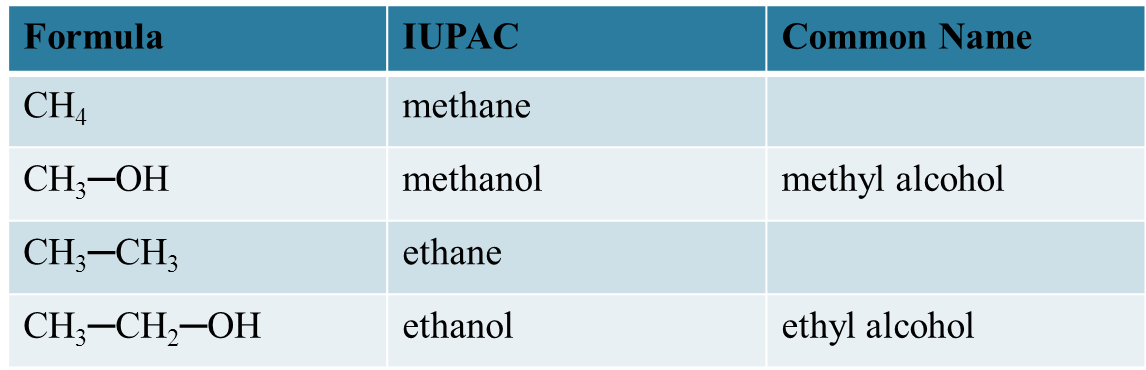 Formula IUPAC Common Name
CH₄ methane
CH₃─OH methanol methyl alcohol
CH₃─CH₃ ethane
CH₃─CH₂─OH ethanol ethyl alcohol